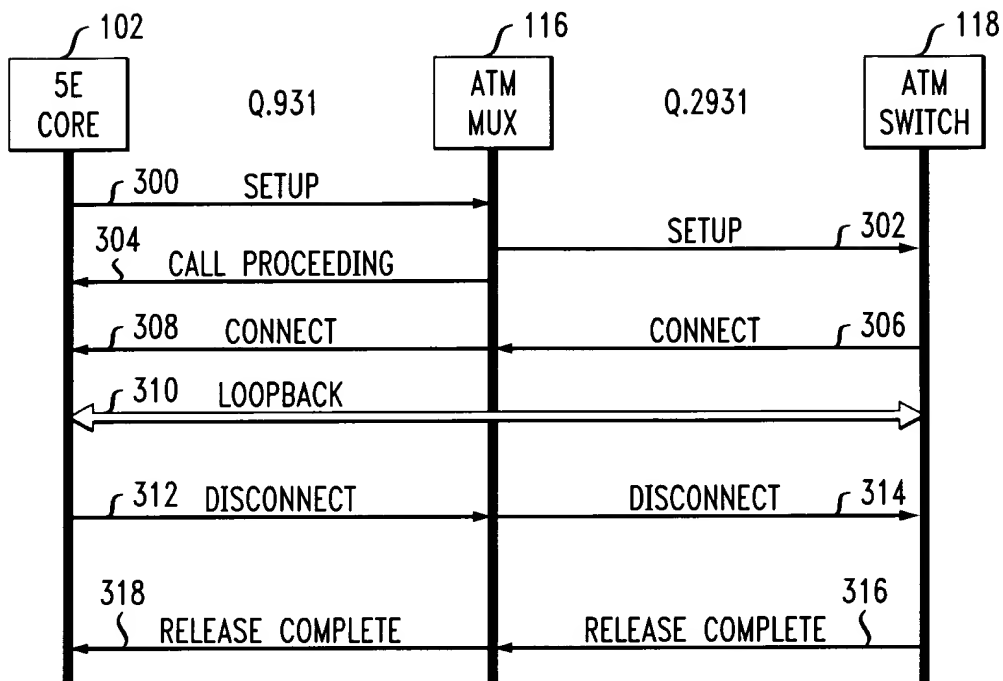 102
116
118
5E
CORE
Q.931
ATM
MUX
Q.2931
ATM
SWITCH
300 SETUP
SETUP 302
304
CALL PROCEEDING
308 CONNECT
CONNECT 306
310 LOOPBACK
312 DISCONNECT
DISCONNECT 314
318
RELEASE COMPLETE
316
RELEASE COMPLETE